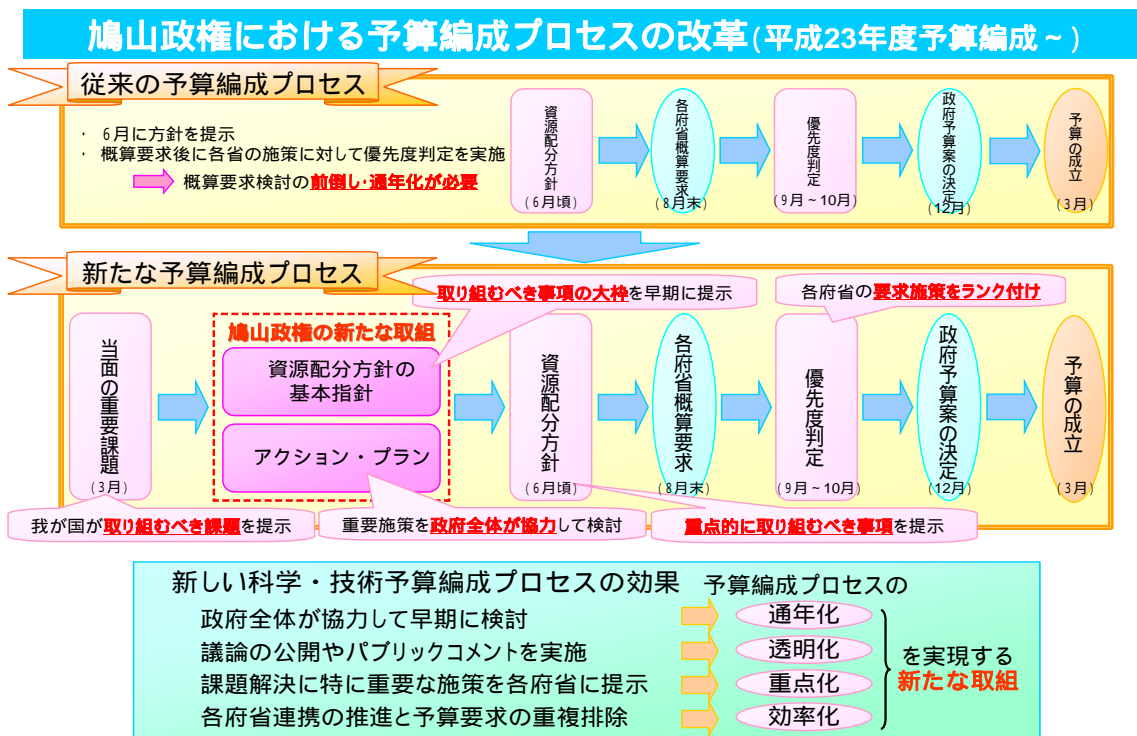 鳩山政権における予算編成プロセスの改革(平成23年度予算編成~)
従来の予算編成プロセス
・ 6月に方針を提示
・ 概算要求後に各省の施策に対して優先度判定を実施
概算要求検討の前倒し・通年化が必要
資源配分方針
(6月頃)
各府省概算要求
(8月末)
優先度判定
(9月~10月)
政府予算案の決定
(12月)
予算の成立
(3月)
新たな予算編成プロセス
取り組むべき事項の大枠を早期に提示
各府省の要求施策をランク付け
当面の重要課題
(3月)
鳩山政権の新たな取組
資源配分方針の
基本指針
アクション・プラン
資源配分方針
(6月頃)
各府省概算要求
(8月末)
優先度判定
(9月~10月)
政府予算案の決定
(12月)
予算の成立
(3月)
我が国が取り組むべき課題を提示
重要施策を政府全体が協力して検討
重点的に取り組むべき事項を提示
新しい科学・技術予算編成プロセスの効果
予算編成プロセスの
政府全体が協力して早期に検討
通年化
議論の公開やパブリックコメントを実施
透明化
課題解決に特に重要な施策を各府省に提示
重点化
各府省連携の推進と予算要求の重複排除
効率化
を実現する
新たな取組